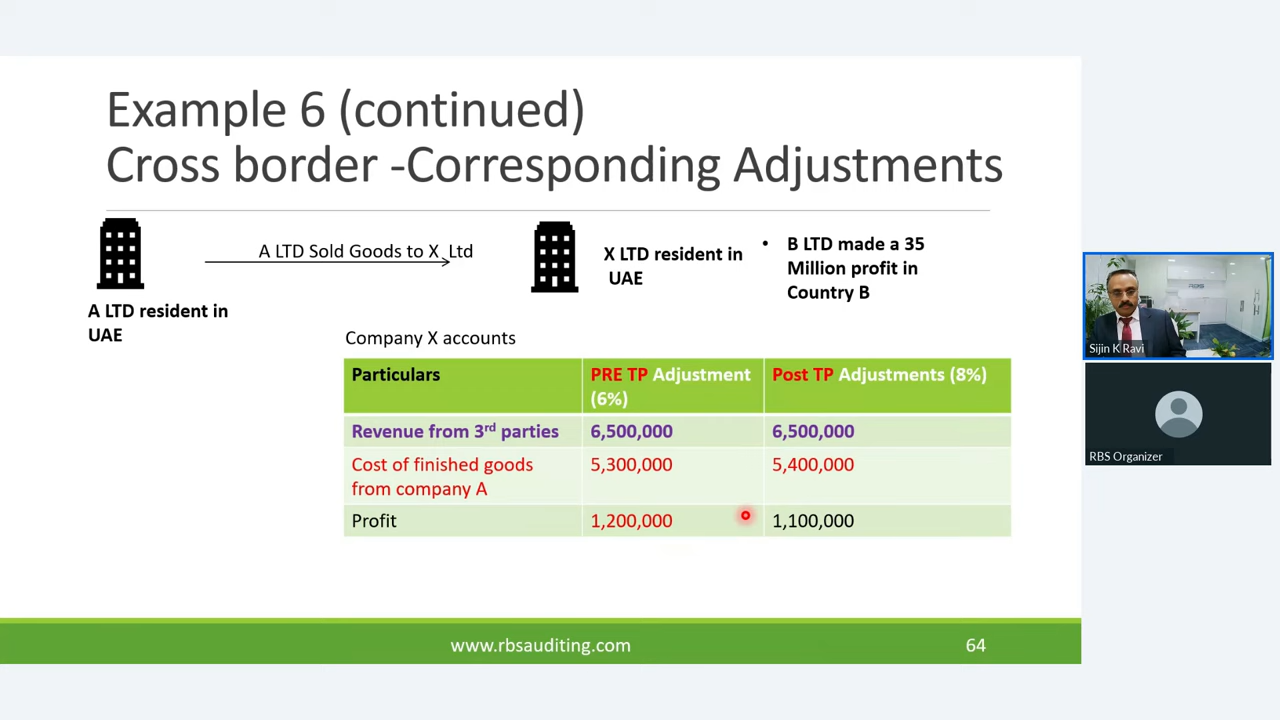 Example 6 (continued)
Cross border -Corresponding Adjustments
A LTD Sold Goods to X Ltd
A LTD resident in
UAE
X LTD resident in
UAE
• B LTD made a 35
Million profit in
Country B
Company X accounts
Particulars
PRE TP Adjustment
(6%)
Post TP Adjustments (8%)
Revenue from 3rd parties
6,500,000
6,500,000
Cost of finished goods
from company A
5,300,000
5,400,000
Profit
1,200,000
1,100,000
www.rbsauditing.com
64
RBS
Sijin K Ravi
RBS Organizer